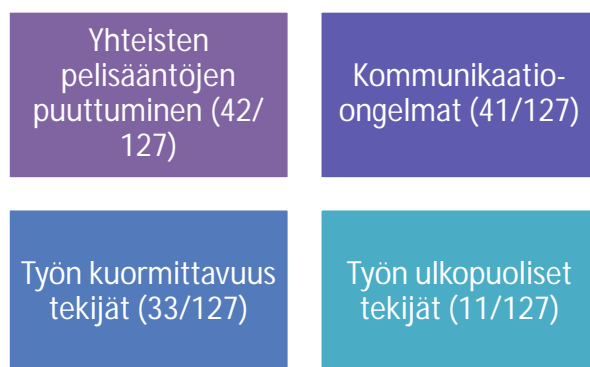 Yhteisten
pelisääntöjen
puuttuminen (42/
127)
Kommunikaatio-
ongelmat (41/127)
Työn kuormittavuus
tekijät (33/127)
Työn ulkopuoliset
tekijät (11/127)